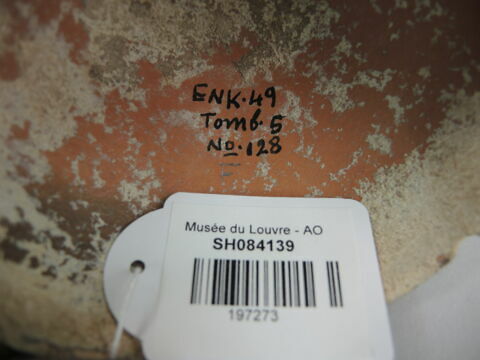 ENK.49
Tomb.5
No.128
Musée du Louvre - AO
SH084139
197273